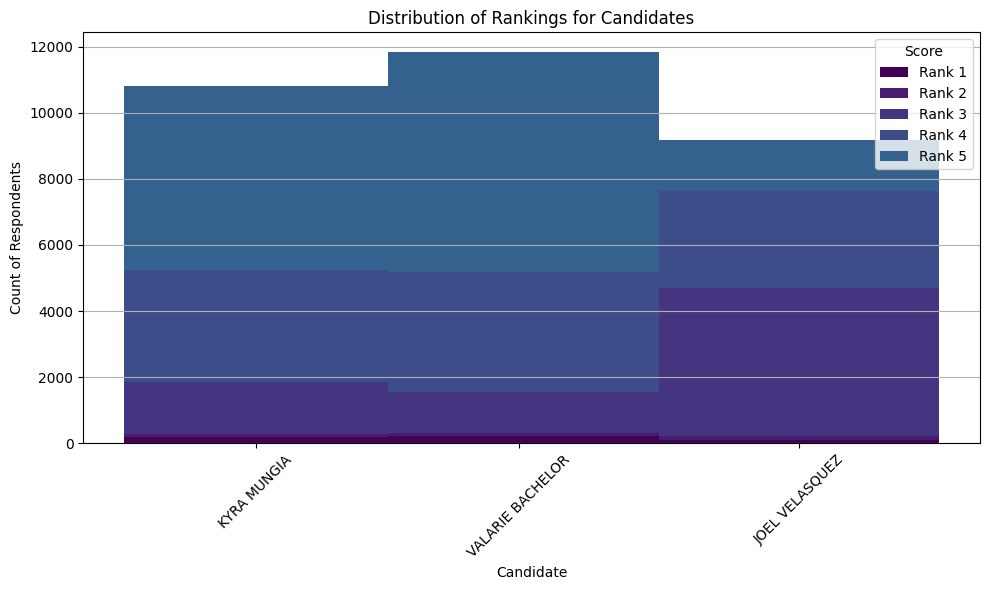 Distribution of Rankings for Candidates
Score
Rank 1
Rank 2
Rank 3
Rank 4
Rank 5
Count of Respondents
12000
10000
8000
6000
4000
2000
0
KYRA MUNGIA
VALARIE BACHELOR
JOEL VELASQUEZ
Candidate